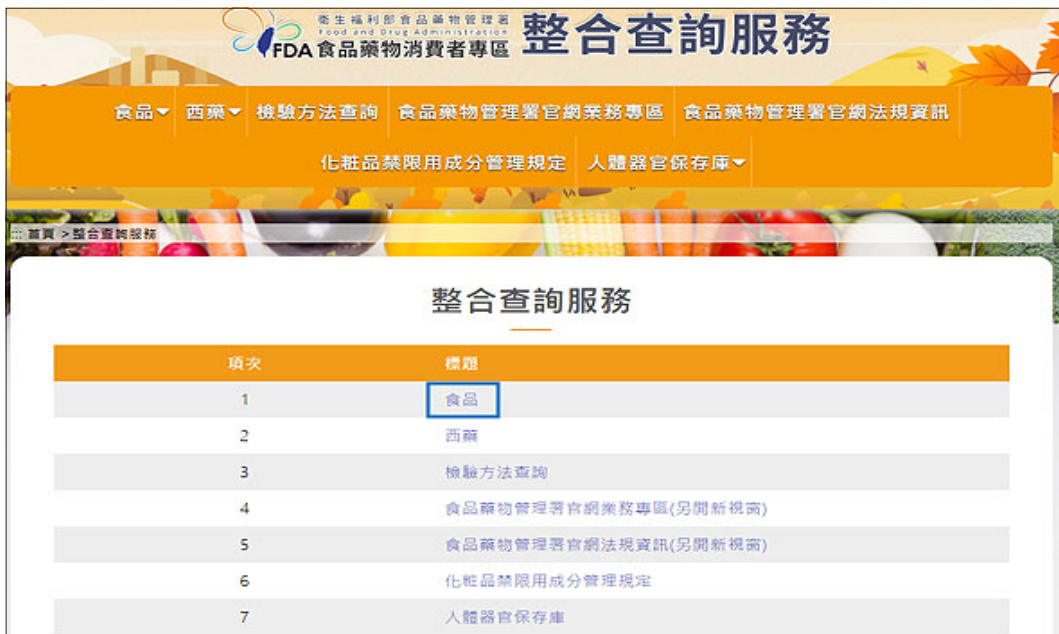 衛生福利部食品藥物管理署
Food and Drug Administration
FDA 食品藥物消費者專區
整合查詢服務
食品 西藥 檢驗方法查詢 食品藥物管理署官網業務專區 食品藥物管理署官網法規資訊
化粧品禁限用成分管理規定 人體器官保存庫
::: 首頁 >整合查詢服務
整合查詢服務
項次 標題
1 食品
2 西藥
3 檢驗方法查詢
4 食品藥物管理署官網業務專區(另開新視窗)
5 食品藥物管理署官網法規資訊(另開新視窗)
6 化粧品禁限用成分管理規定
7 人體器官保存庫